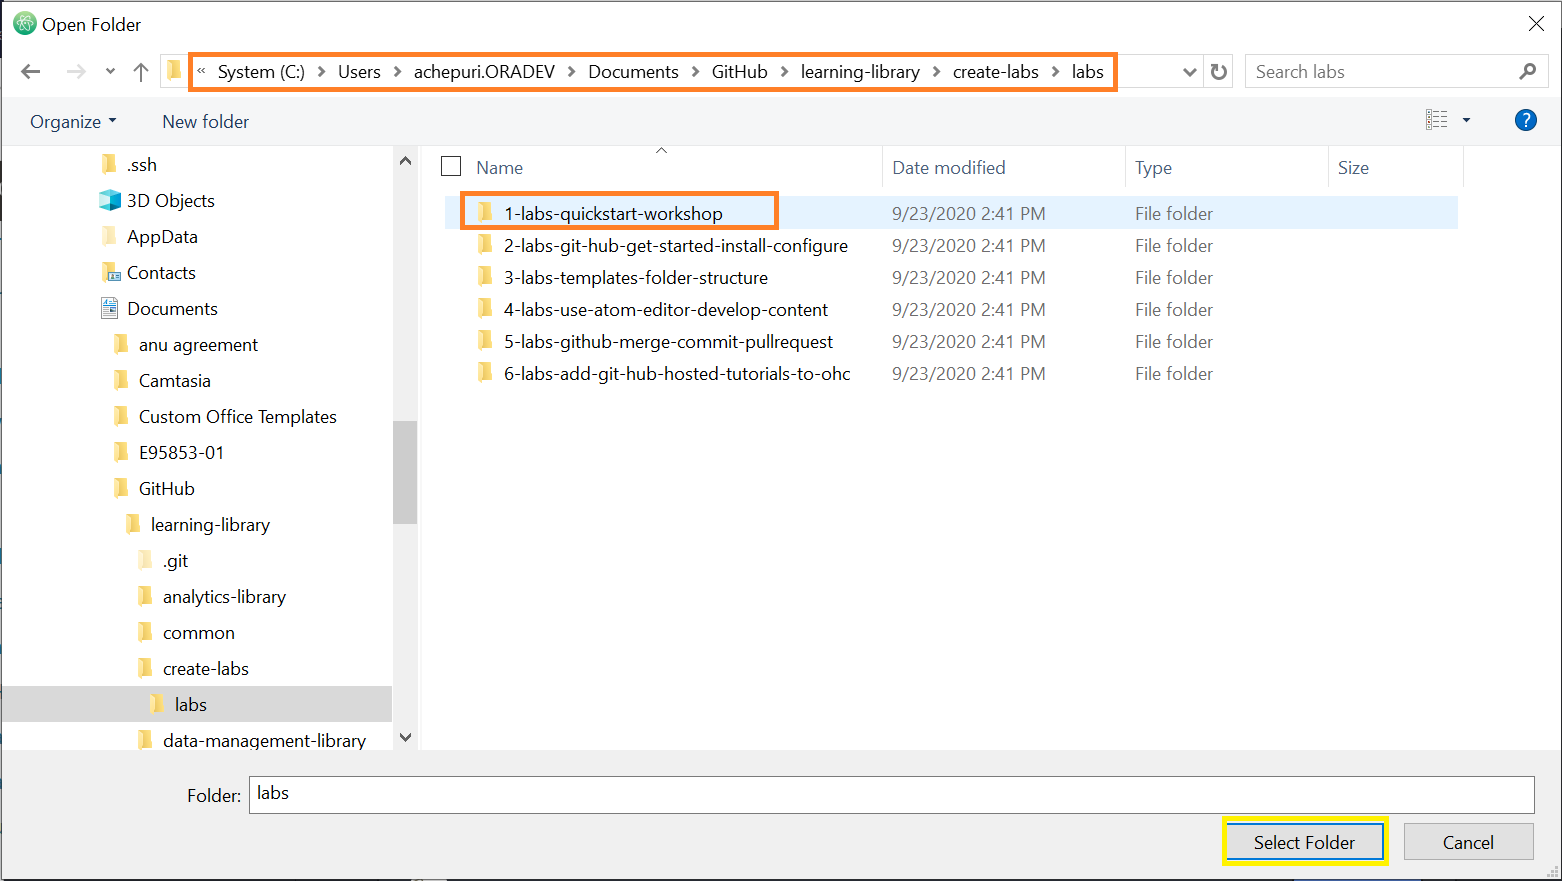 Open Folder
« System (C:) > Users > achepuri.ORADEV > Documents > GitHub > learning-library > create-labs > labs
Search labs
Organize
New folder
?
.ssh
3D Objects
AppData
Contacts
Documents
anu agreement
Camtasia
Custom Office Templates
E95853-01
GitHub
learning-library
.git
analytics-library
common
create-labs
labs
data-management-library
Name Date modified Type Size
1-labs-quickstart-workshop 9/23/2020 2:41 PM File folder
2-labs-git-hub-get-started-install-configure 9/23/2020 2:41 PM File folder
3-labs-templates-folder-structure 9/23/2020 2:41 PM File folder
4-labs-use-atom-editor-develop-content 9/23/2020 2:41 PM File folder
5-labs-github-merge-commit-pullrequest 9/23/2020 2:41 PM File folder
6-labs-add-git-hub-hosted-tutorials-to-ohc 9/23/2020 2:41 PM File folder
Folder: labs
Select Folder
Cancel